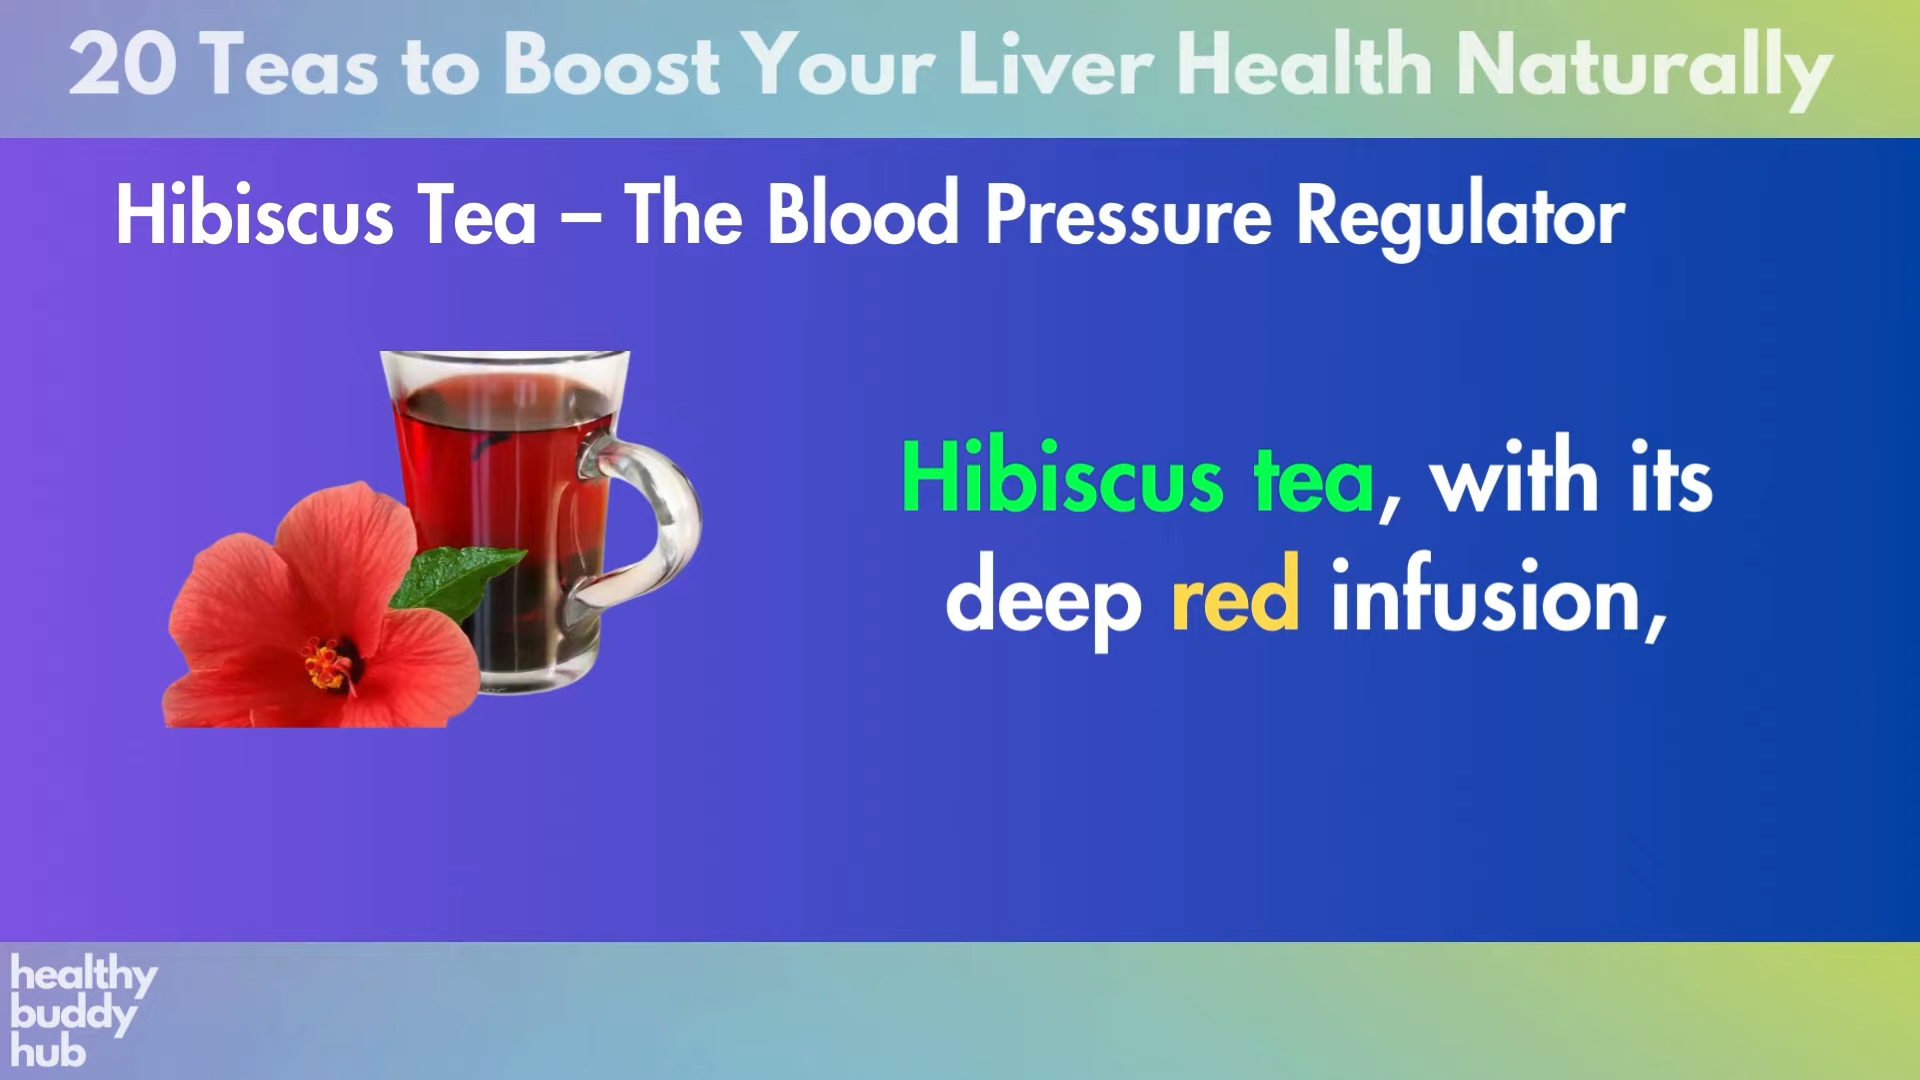 20 Teas to Boost Your Liver Health Naturally
Hibiscus Tea – The Blood Pressure Regulator
Hibiscus tea, with its
deep red infusion,
healthy
buddy
hub